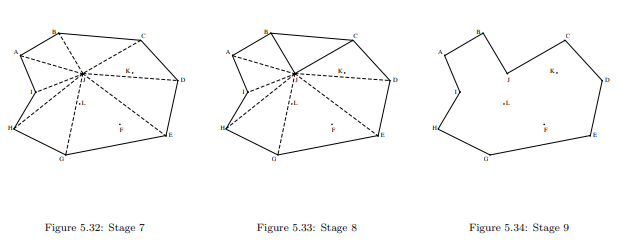 B
C
A
K
J
D
I
L
F
H
E
G
B
C
A
K
J
D
I
L
F
H
E
G
B
C
A
K
J
D
I
L
F
H
E
G
Figure 5.32: Stage 7
Figure 5.33: Stage 8
Figure 5.34: Stage 9